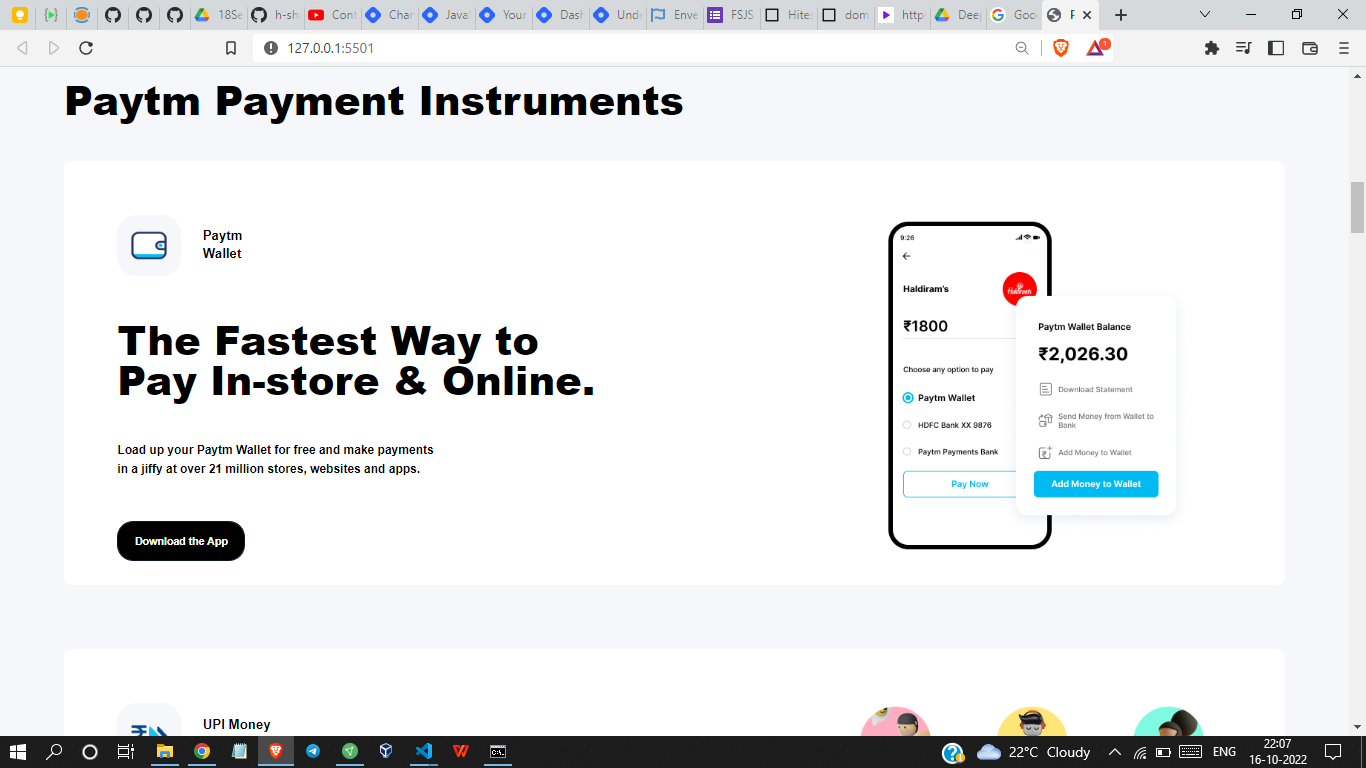 18Se
h-sh
Cont
Char
Java
Your
Dash
Und
Enve
FSJS
Hites
dom
http
Deep
Goo
127.0.0.1:5501
1
Paytm Payment Instruments
Paytm
Wallet
The Fastest Way to
Pay In-store & Online.
Load up your Paytm Wallet for free and make payments
in a jiffy at over 21 million stores, websites and apps.
Download the App
9:26
Haldiram's
Haldiram's
₹1800
Choose any option to pay
Paytm Wallet
HDFC Bank XX 9876
Paytm Payments Bank
Pay Now
Paytm Wallet Balance
₹2,026.30
Download Statement
Send Money from Wallet to
Bank
Add Money to Wallet
Add Money to Wallet
UPI Money
22°C Cloudy
ENG
22:07
16-10-2022